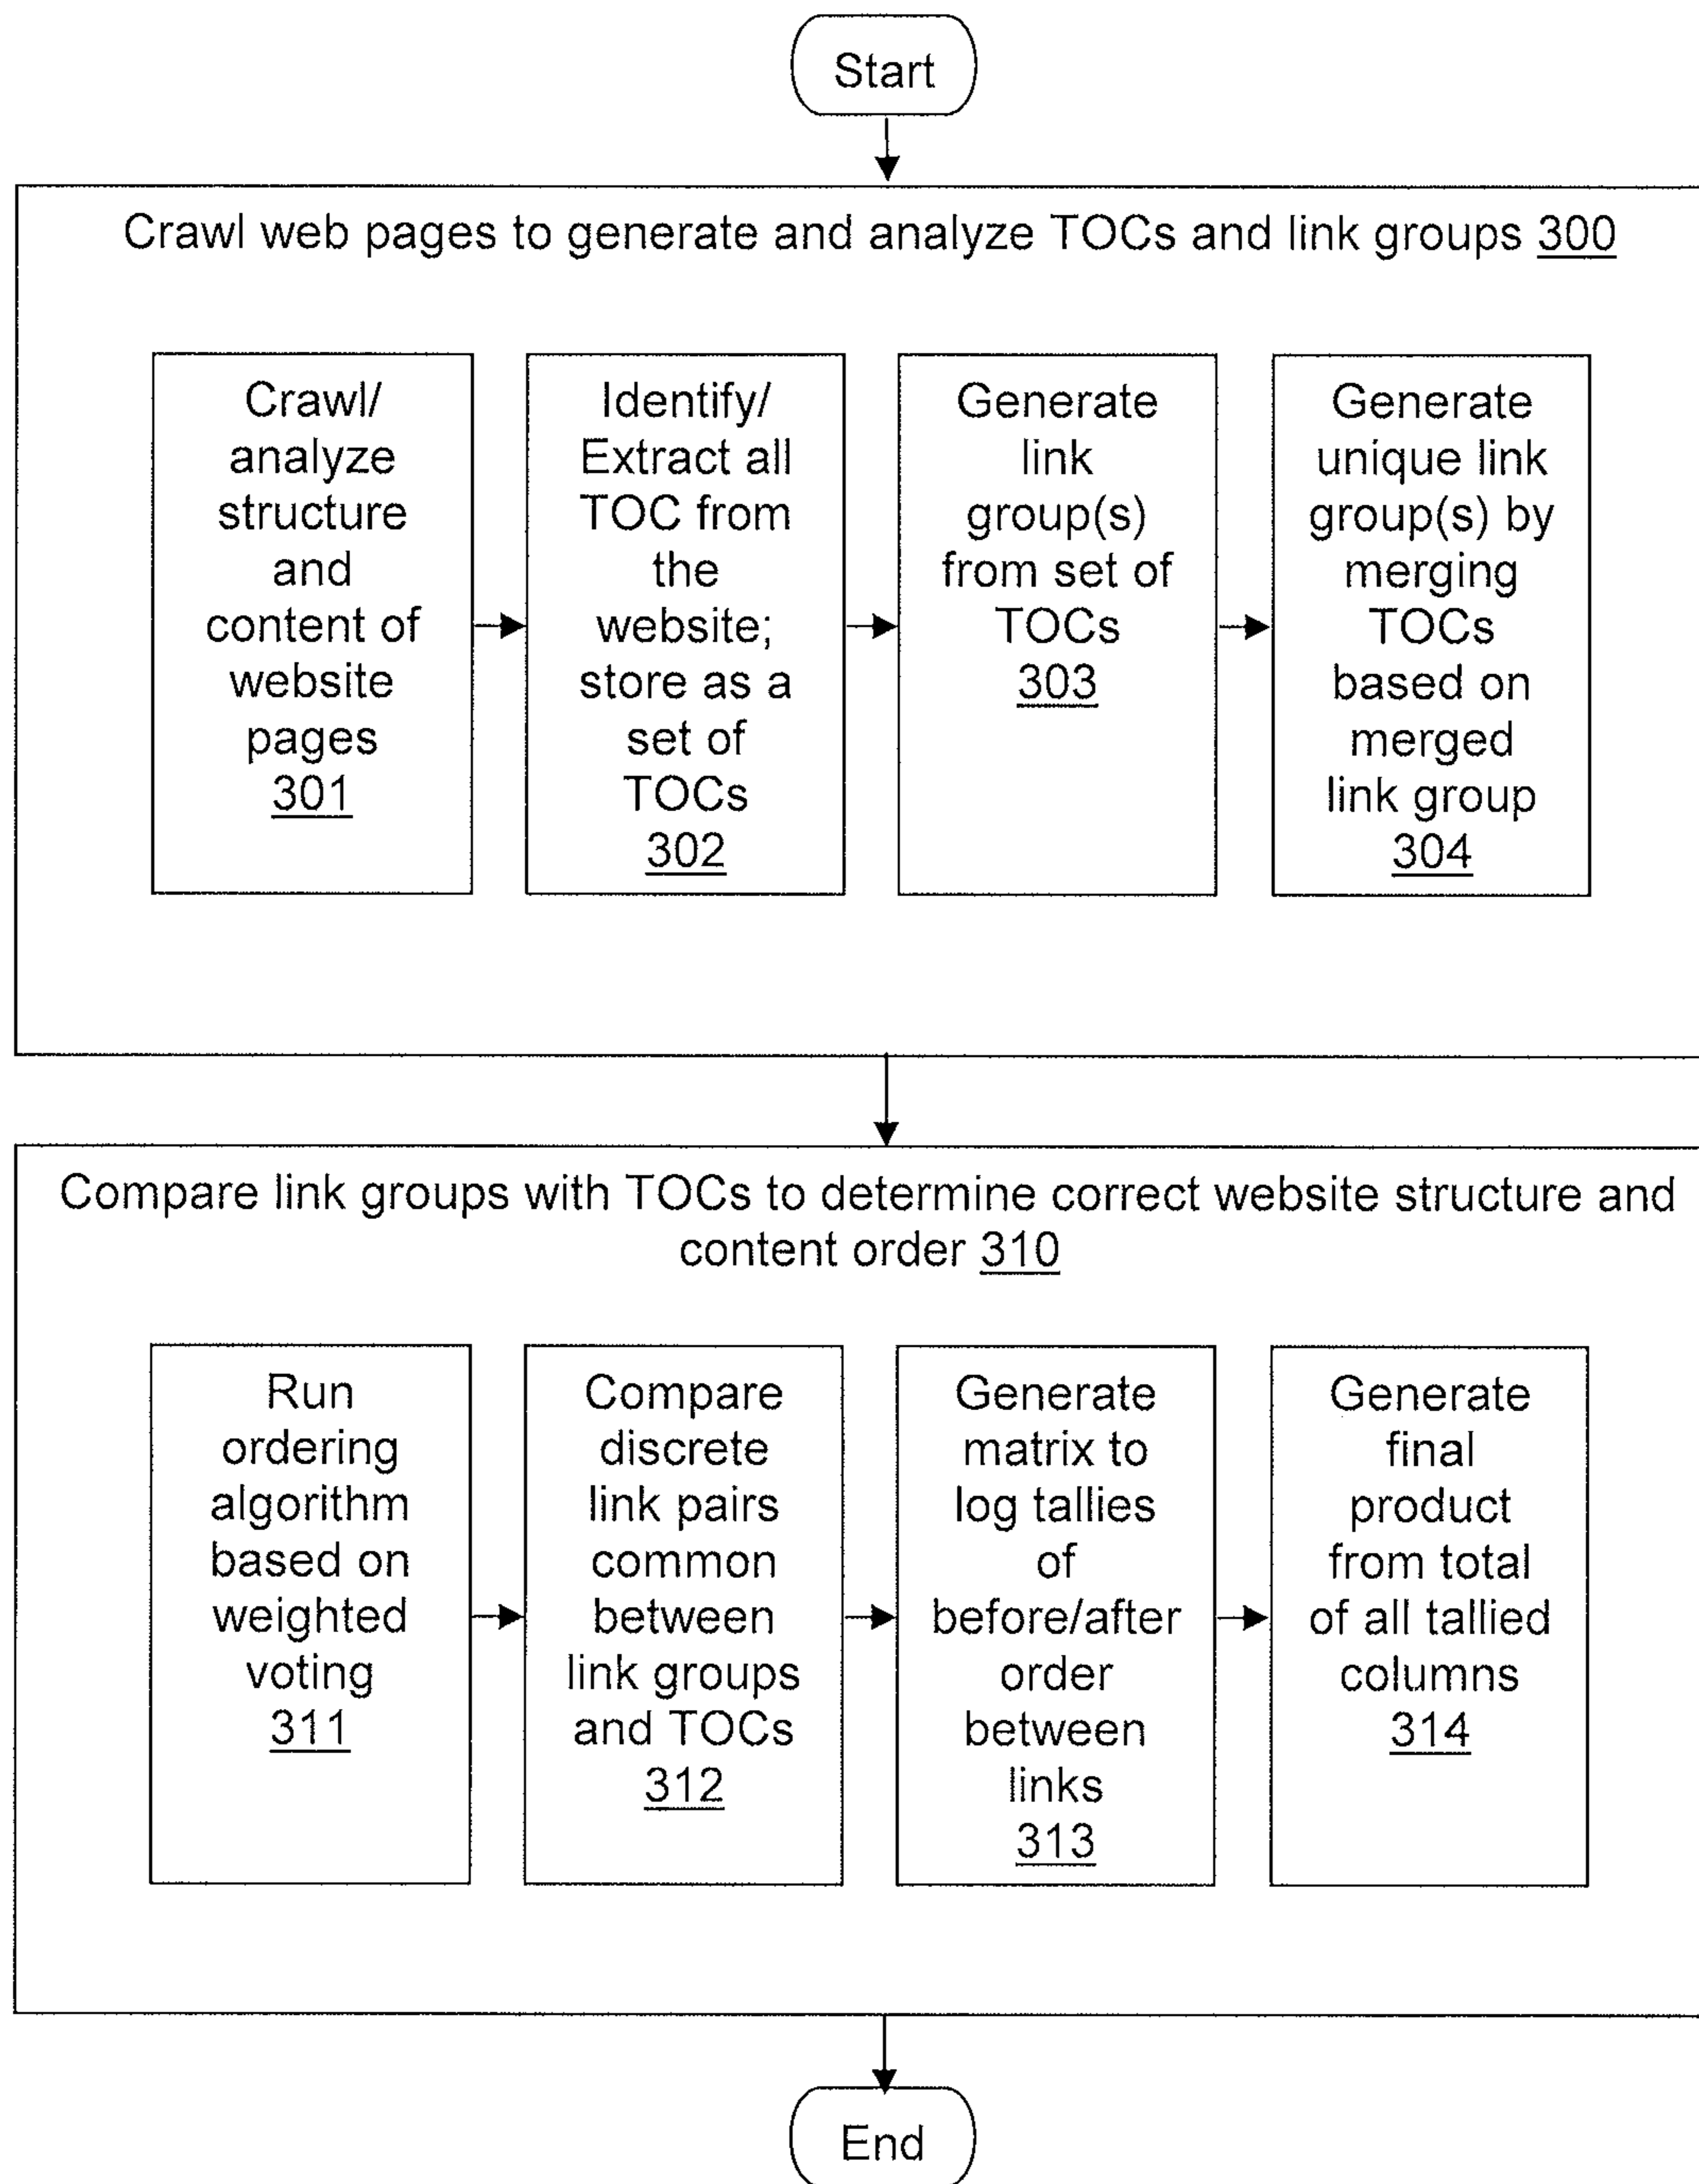 Start
Crawl web pages to generate and analyze TOCs and link groups 300
Crawl/
analyze
structure
and
content of
website
pages
301
Identify/
Extract all
TOC from
the
website;
store as a
set of
TOCs
302
Generate
link
group(s)
from set of
TOCs
303
Generate
unique link
group(s) by
merging
TOCs
based on
merged
link group
304
Compare link groups with TOCs to determine correct website structure and
content order 310
Run
ordering
algorithm
based on
weighted
voting
311
Compare
discrete
link pairs
common
between
link groups
and TOCs
312
Generate
matrix to
log tallies
of
before/after
order
between
links
313
Generate
final
product
from total
of all tallied
columns
314
End